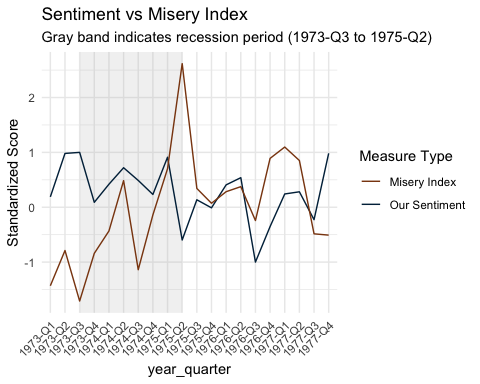 Sentiment vs Misery Index
Gray band indicates recession period (1973-Q3 to 1975-Q2)
Standardized Score
2
1
0
-1
1973-Q1
1973-Q2
1973-Q3
1973-Q4
1974-Q1
1974-Q2
1974-Q3
1974-Q4
1975-Q1
1975-Q2
1975-Q3
1975-Q4
1976-Q1
1976-Q2
1976-Q3
1976-Q4
1977-Q1
1977-Q2
1977-Q3
1977-Q4
year_quarter
Measure Type
Misery Index
Our Sentiment